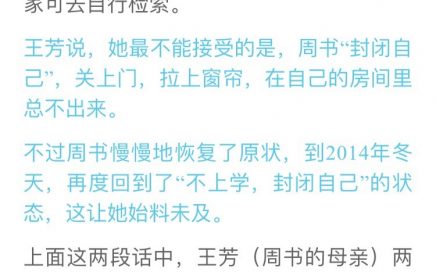 家可去自行检索。
王芳说，她最不能接受的是，周书“封闭自
己”，关上门，拉上窗帘，在自己的房间里
总不出来。
不过周书慢慢地恢复了原状，到2014年冬
天，再度回到了“不上学，封闭自己”的状
态，这让她始料未及。
上面这两段话中，王芳（周书的母亲）两